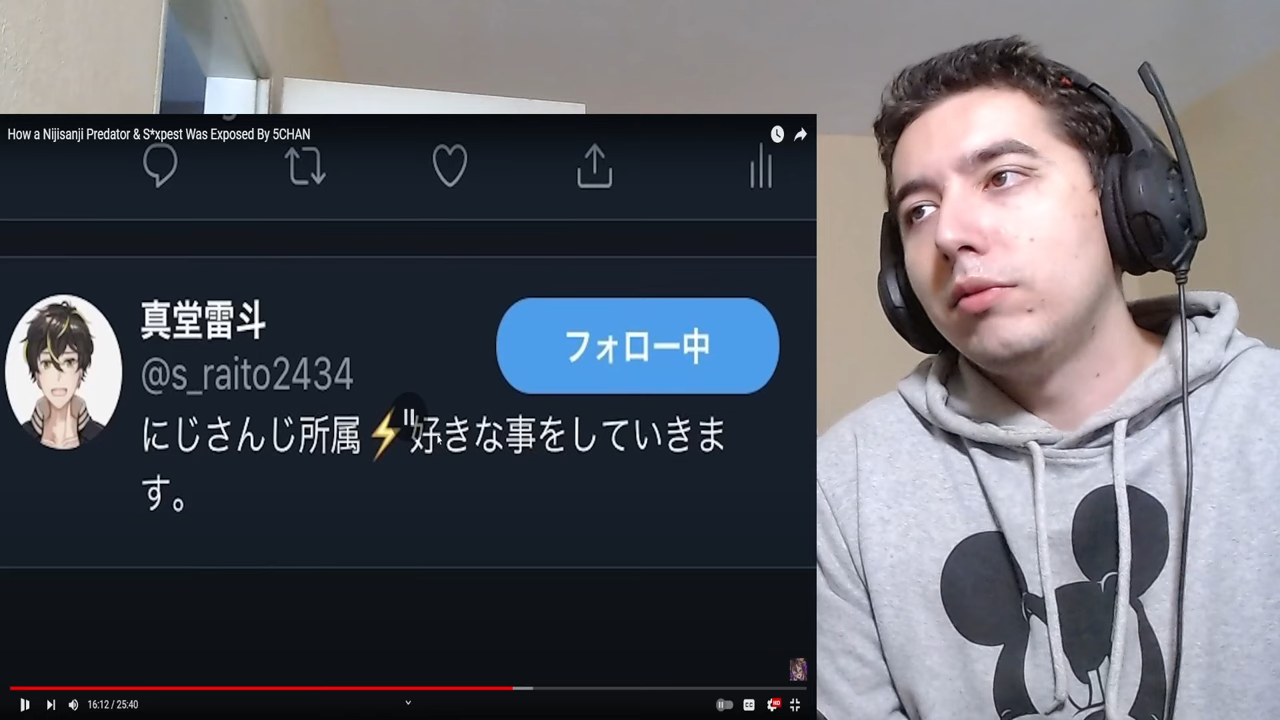 How a Nijisanji Predator & S*xpest Was Exposed By 5CHAN
真堂雷斗
フォロー中
@s_raito2434
にじさんじ所属⚡好きな事をしていきま
す。
16:12 / 25:40
CC
HD